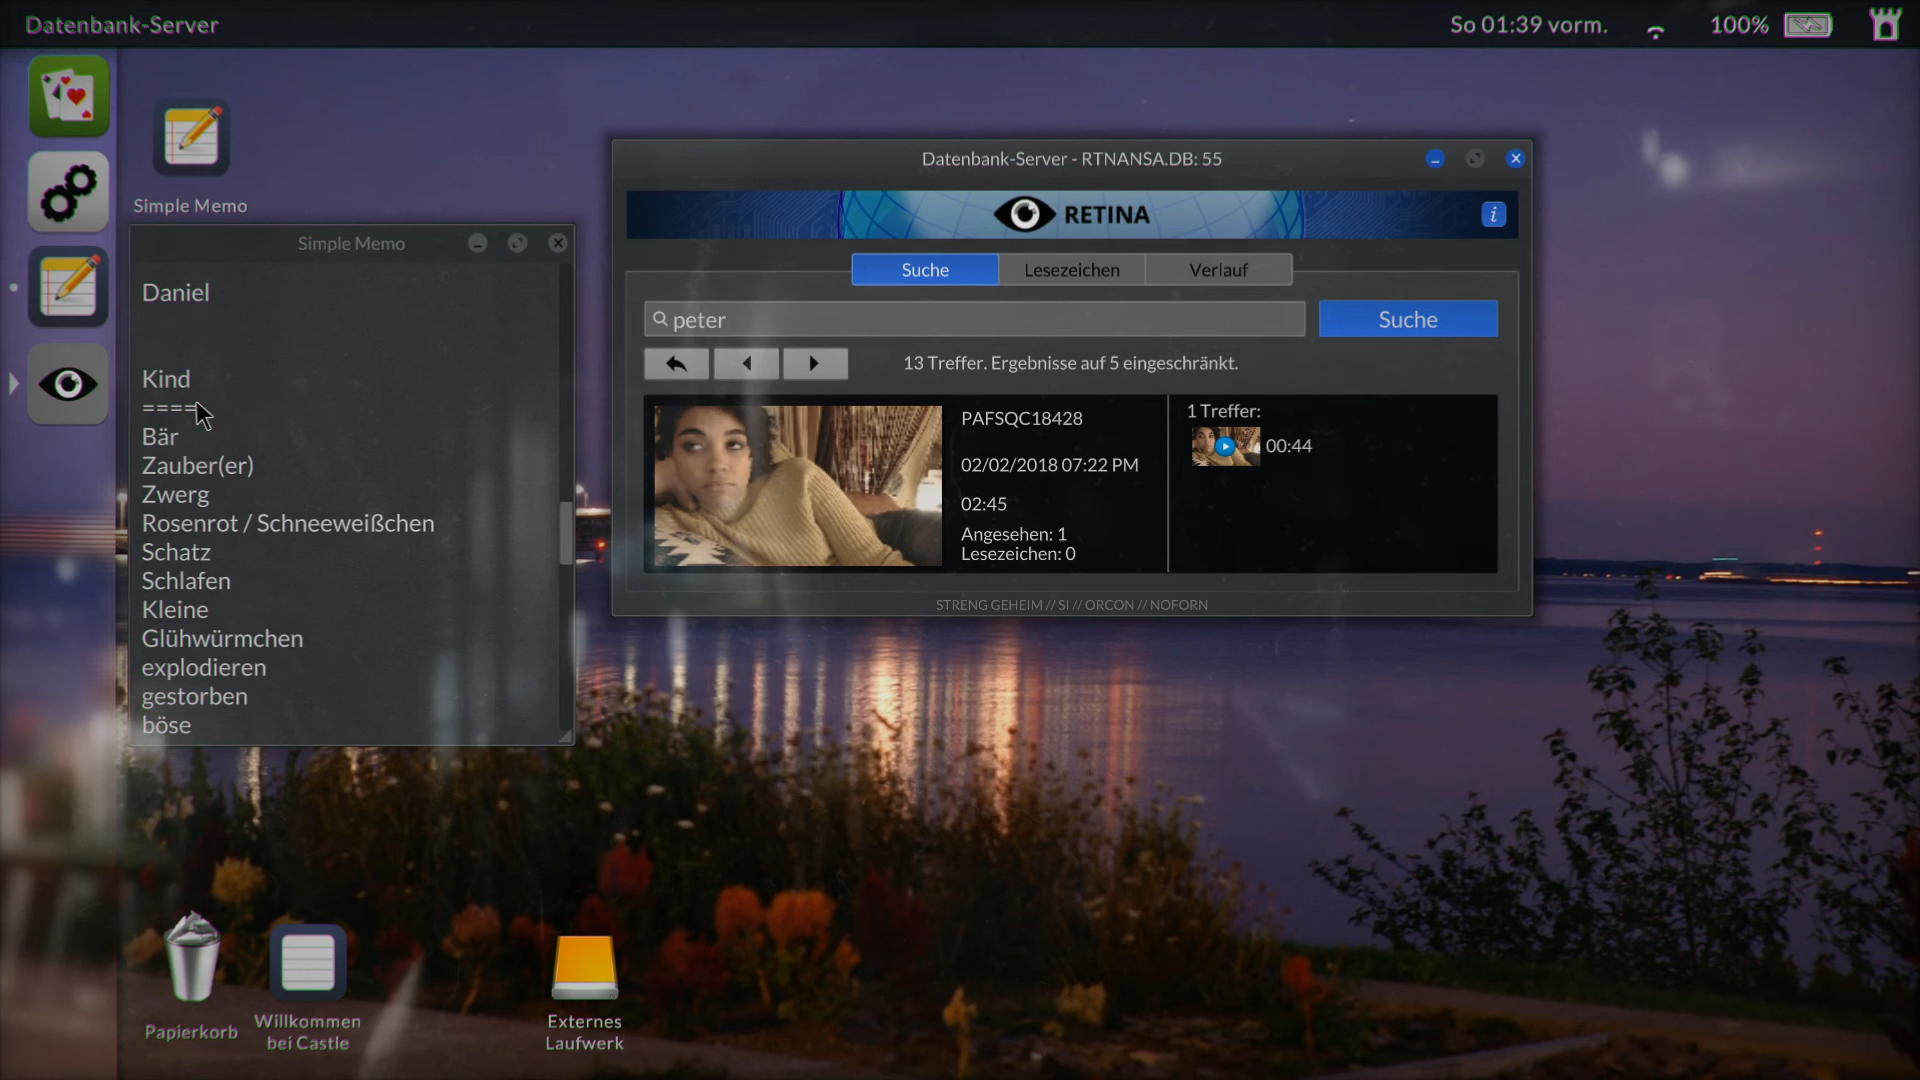 Datenbank-Server
So 01:39 vorm.
100%
Simple Memo
Simple Memo
Daniel
Kind
====
Bär
Zauber(er)
Zwerg
Rosenrot / Schneeweißchen
Schatz
Schlafen
Kleine
Glühwürmchen
explodieren
gestorben
böse
Datenbank-Server - RTNANSA.DB: 55
RETINA
i
Suche
Lesezeichen
Verlauf
peter
Suche
13 Treffer. Ergebnisse auf 5 eingeschränkt.
PAFSQC18428
02/02/2018 07:22 PM
02:45
Angesehen: 1
Lesezeichen: 0
1 Treffer:
00:44
STRENG GEHEIM // SI // ORCON // NOFORN
Papierkorb
Willkommen
bei Castle
Externes
Laufwerk